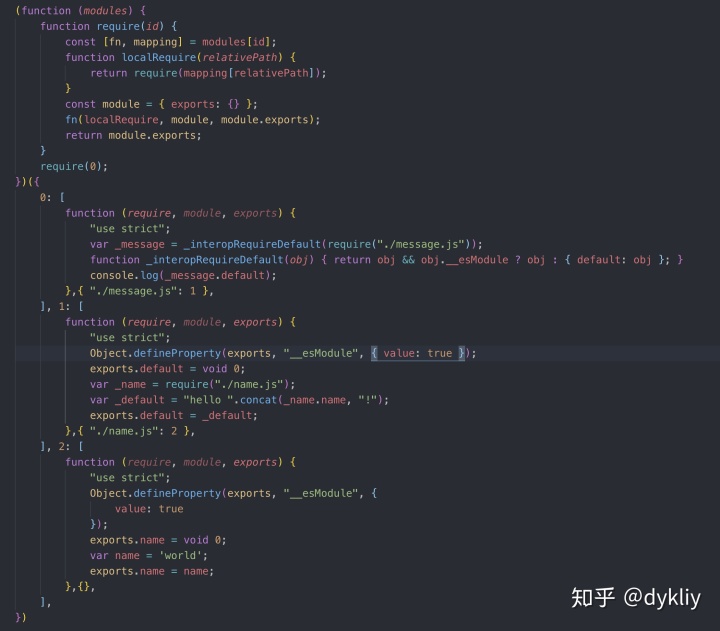 (function (modules) {
    function require(id) {
        const [fn, mapping] = modules[id];
        function localRequire(relativePath) {
            return require(mapping[relativePath]);
        }
        const module = { exports: {} };
        fn(localRequire, module, module.exports);
        return module.exports;
    }
    require(0);
})({
    0: [
        function (require, module, exports) {
            "use strict";
            var _message = _interopRequireDefault(require("./message.js"));
            function _interopRequireDefault(obj) { return obj && obj.__esModule ? obj : { default: obj }; }
            console.log(_message.default);
        },{ "./message.js": 1 },
    ], 1: [
        function (require, module, exports) {
            "use strict";
            Object.defineProperty(exports, "__esModule", { value: true });
            exports.default = void 0;
            var _name = require("./name.js");
            var _default = "hello ".concat(_name.name, "!");
            exports.default = _default;
        },{ "./name.js": 2 },
    ], 2: [
        function (require, module, exports) {
            "use strict";
            Object.defineProperty(exports, "__esModule", {
                value: true
            });
            exports.name = void 0;
            var name = 'world';
            exports.name = name;
        },{},
    ],
})
知乎 @dykliy